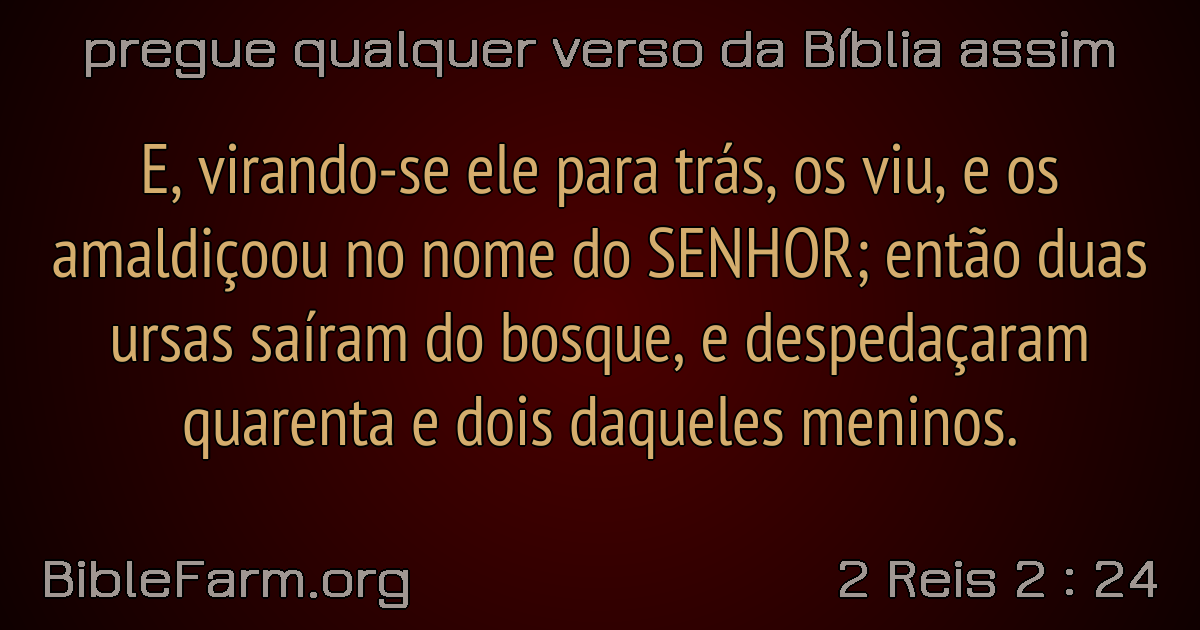 pregue qualquer verso da Bíblia assim
E, virando-se ele para trás, os viu, e os
amaldiçoou no nome do SENHOR; então duas
ursas saíram do bosque, e despedaçaram
quarenta e dois daqueles meninos.
BibleFarm.org
2 Reis 2 : 24